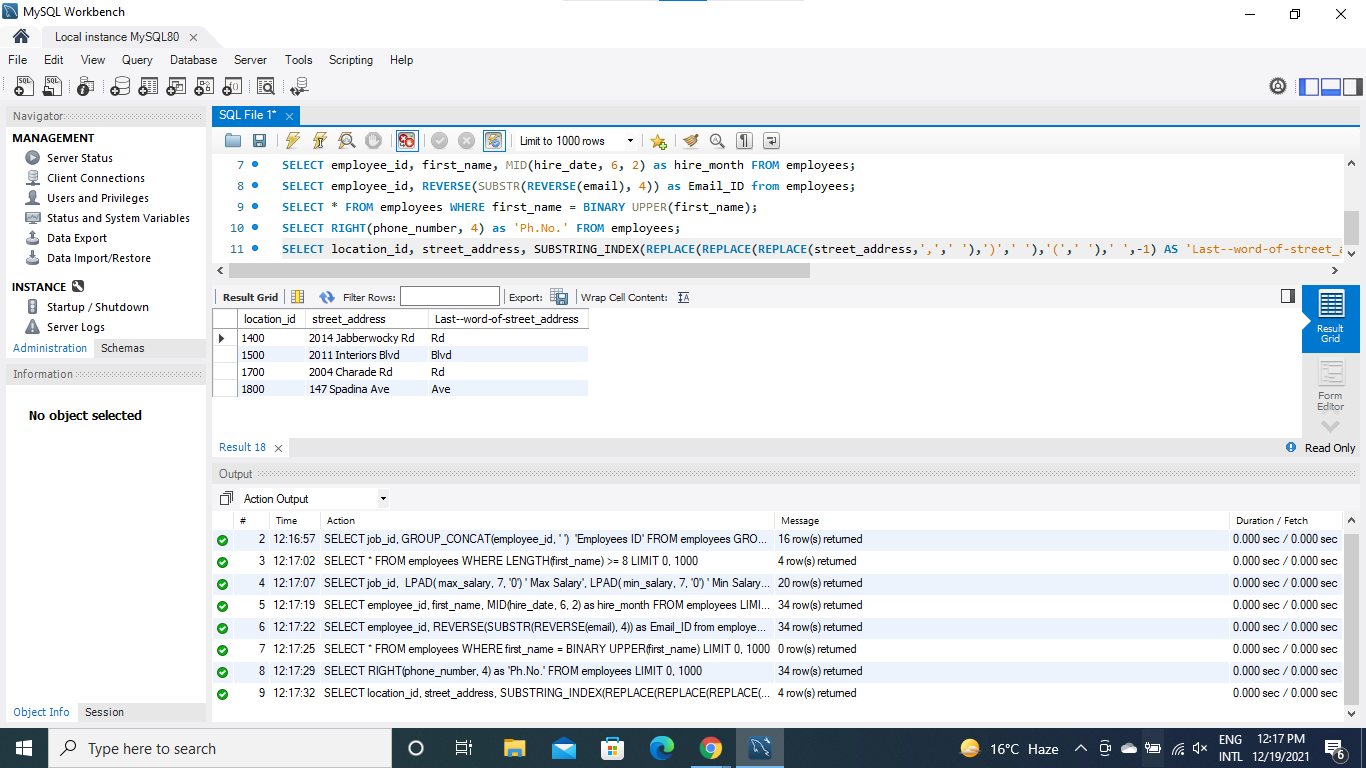 MySQL Workbench
Local instance MySQL80
File Edit View Query Database Server Tools Scripting Help
Navigator
MANAGEMENT
Server Status
Client Connections
Users and Privileges
Status and System Variables
Data Export
Data Import/Restore
INSTANCE
Startup / Shutdown
Server Logs
Administration Schemas
Information
No object selected
Object Info Session
SQL File 1*
Limit to 1000 rows
7 SELECT employee_id, first_name, MID(hire_date, 6, 2) as hire_month FROM employees;
8 SELECT employee_id, REVERSE(SUBSTR(REVERSE(email), 4)) as Email_ID from employees;
9 SELECT * FROM employees WHERE first_name = BINARY UPPER(first_name);
10 SELECT RIGHT(phone_number, 4) as 'Ph.No.' FROM employees;
11 SELECT location_id, street_address, SUBSTRING_INDEX(REPLACE(REPLACE(REPLACE(street_address,',',' '),')',' '),'(',' '),' ',-1) AS 'Last--word-of-street_a
Result Grid Filter Rows: Export: Wrap Cell Content:
location_id street_address Last--word-of-street_address
1400 2014 Jabberwocky Rd Rd
1500 2011 Interiors Blvd Blvd
1700 2004 Charade Rd Rd
1800 147 Spadina Ave Ave
Result Grid
Form Editor
Result 18
Read Only
Output
Action Output
# Time Action Message Duration / Fetch
2 12:16:57 SELECT job_id, GROUP_CONCAT(employee_id, ' ') 'Employees ID' FROM employees GRO... 16 row(s) returned 0.000 sec / 0.000 sec
3 12:17:02 SELECT * FROM employees WHERE LENGTH(first_name) >= 8 LIMIT 0, 1000 4 row(s) returned 0.000 sec / 0.000 sec
4 12:17:07 SELECT job_id, LPAD( max_salary, 7, '0') ' Max Salary', LPAD( min_salary, 7, '0') ' Min Salary... 20 row(s) returned 0.000 sec / 0.000 sec
5 12:17:19 SELECT employee_id, first_name, MID(hire_date, 6, 2) as hire_month FROM employees LIMI... 34 row(s) returned 0.000 sec / 0.000 sec
6 12:17:22 SELECT employee_id, REVERSE(SUBSTR(REVERSE(email), 4)) as Email_ID from employe... 34 row(s) returned 0.000 sec / 0.000 sec
7 12:17:25 SELECT * FROM employees WHERE first_name = BINARY UPPER(first_name) LIMIT 0, 1000 0 row(s) returned 0.000 sec / 0.000 sec
8 12:17:29 SELECT RIGHT(phone_number, 4) as 'Ph.No.' FROM employees LIMIT 0, 1000 34 row(s) returned 0.000 sec / 0.000 sec
9 12:17:32 SELECT location_id, street_address, SUBSTRING_INDEX(REPLACE(REPLACE(REPLACE(... 4 row(s) returned 0.000 sec / 0.000 sec
Type here to search
16°C Haze
ENG
INTL
12:17 PM
12/19/2021
6